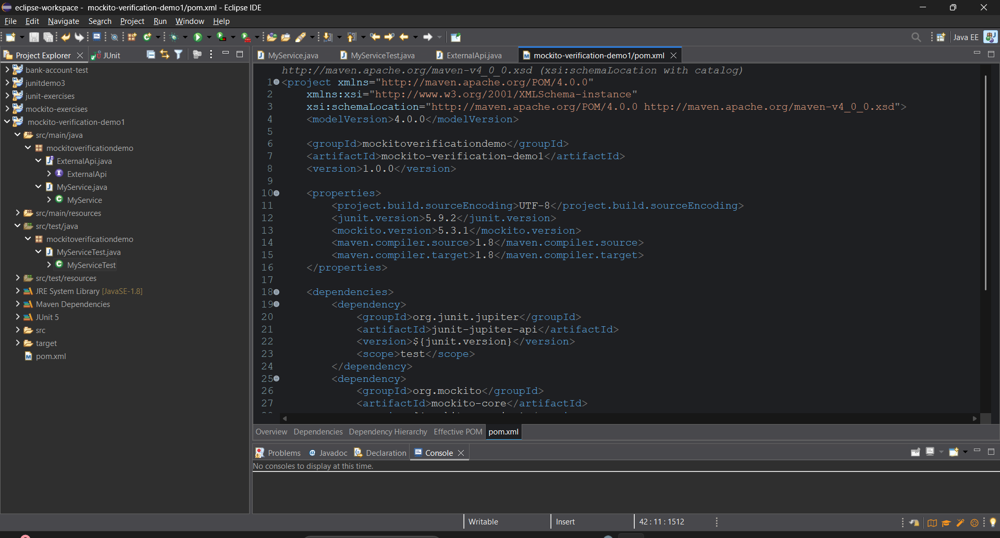 eclipse-workspace - mockito-verification-demo1/pom.xml - Eclipse IDE
File Edit Navigate Search Project Run Window Help
Java EE
Project Explorer JUnit
bank-account-test
junitdemo3
junit-exercises
mockito-exercises
mockito-verification-demo1
src/main/java
mockitoverificationdemo
ExternalApi.java
ExternalApi
MyService.java
MyService
src/main/resources
src/test/java
mockitoverificationdemo
MyServiceTest.java
MyServiceTest
src/test/resources
JRE System Library [JavaSE-1.8]
Maven Dependencies
JUnit 5
src
target
pom.xml
MyService.java MyServiceTest.java ExternalApi.java mockito-verification-demo1/pom.xml
http://maven.apache.org/maven-v4_0_0.xsd (xsi:schemaLocation with catalog)
1 <project xmlns="http://maven.apache.org/POM/4.0.0"
2 xmlns:xsi="http://www.w3.org/2001/XMLSchema-instance"
3 xsi:schemaLocation="http://maven.apache.org/POM/4.0.0 http://maven.apache.org/maven-v4_0_0.xsd">
4 <modelVersion>4.0.0</modelVersion>
5
6 <groupId>mockitoverificationdemo</groupId>
7 <artifactId>mockito-verification-demo1</artifactId>
8 <version>1.0.0</version>
9
10 <properties>
11 <project.build.sourceEncoding>UTF-8</project.build.sourceEncoding>
12 <junit.version>5.9.2</junit.version>
13 <mockito.version>5.3.1</mockito.version>
14 <maven.compiler.source>1.8</maven.compiler.source>
15 <maven.compiler.target>1.8</maven.compiler.target>
16 </properties>
17
18 <dependencies>
19 <dependency>
20 <groupId>org.junit.jupiter</groupId>
21 <artifactId>junit-jupiter-api</artifactId>
22 <version>${junit.version}</version>
23 <scope>test</scope>
24 </dependency>
25 <dependency>
26 <groupId>org.mockito</groupId>
27 <artifactId>mockito-core</artifactId>
Overview Dependencies Dependency Hierarchy Effective POM pom.xml
Problems Javadoc Declaration Console
No consoles to display at this time.
Writable Insert 42 : 11 : 1512